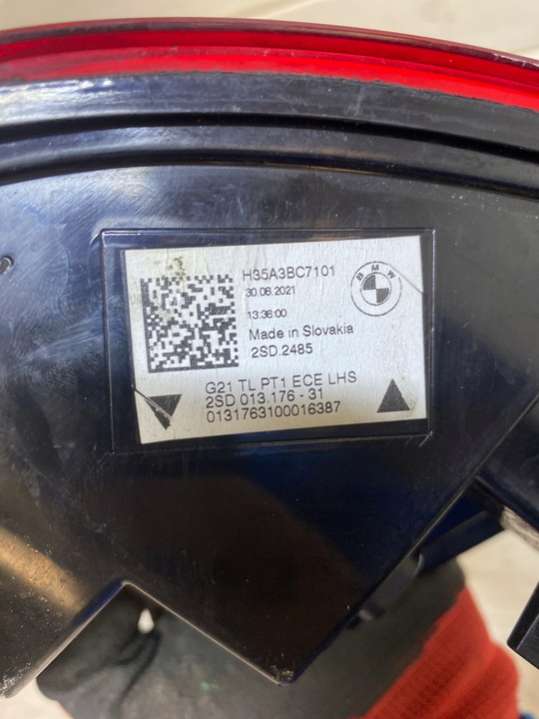 H35A3BC7101
30.08.2021
13:36:00
BMW
Made in Slovakia
2SD.2485
G21 TL PT1 ECE LHS
2SD 013.176 - 31
0131763100016387